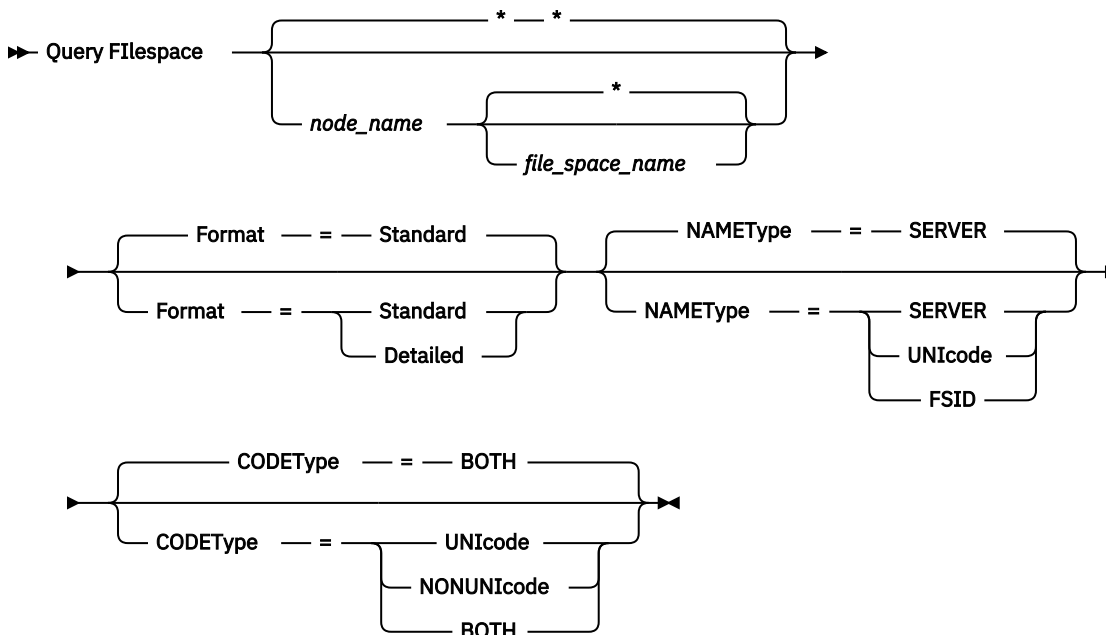 * *
Query FIlespace
*
node_name
file_space_name
Format = Standard
NAMEType = SERVER
Format = Standard
NAMEType = SERVER
Detailed
UNIcode
FSID
CODEType = BOTH
CODEType = UNIcode
NONUNIcode
BOTH